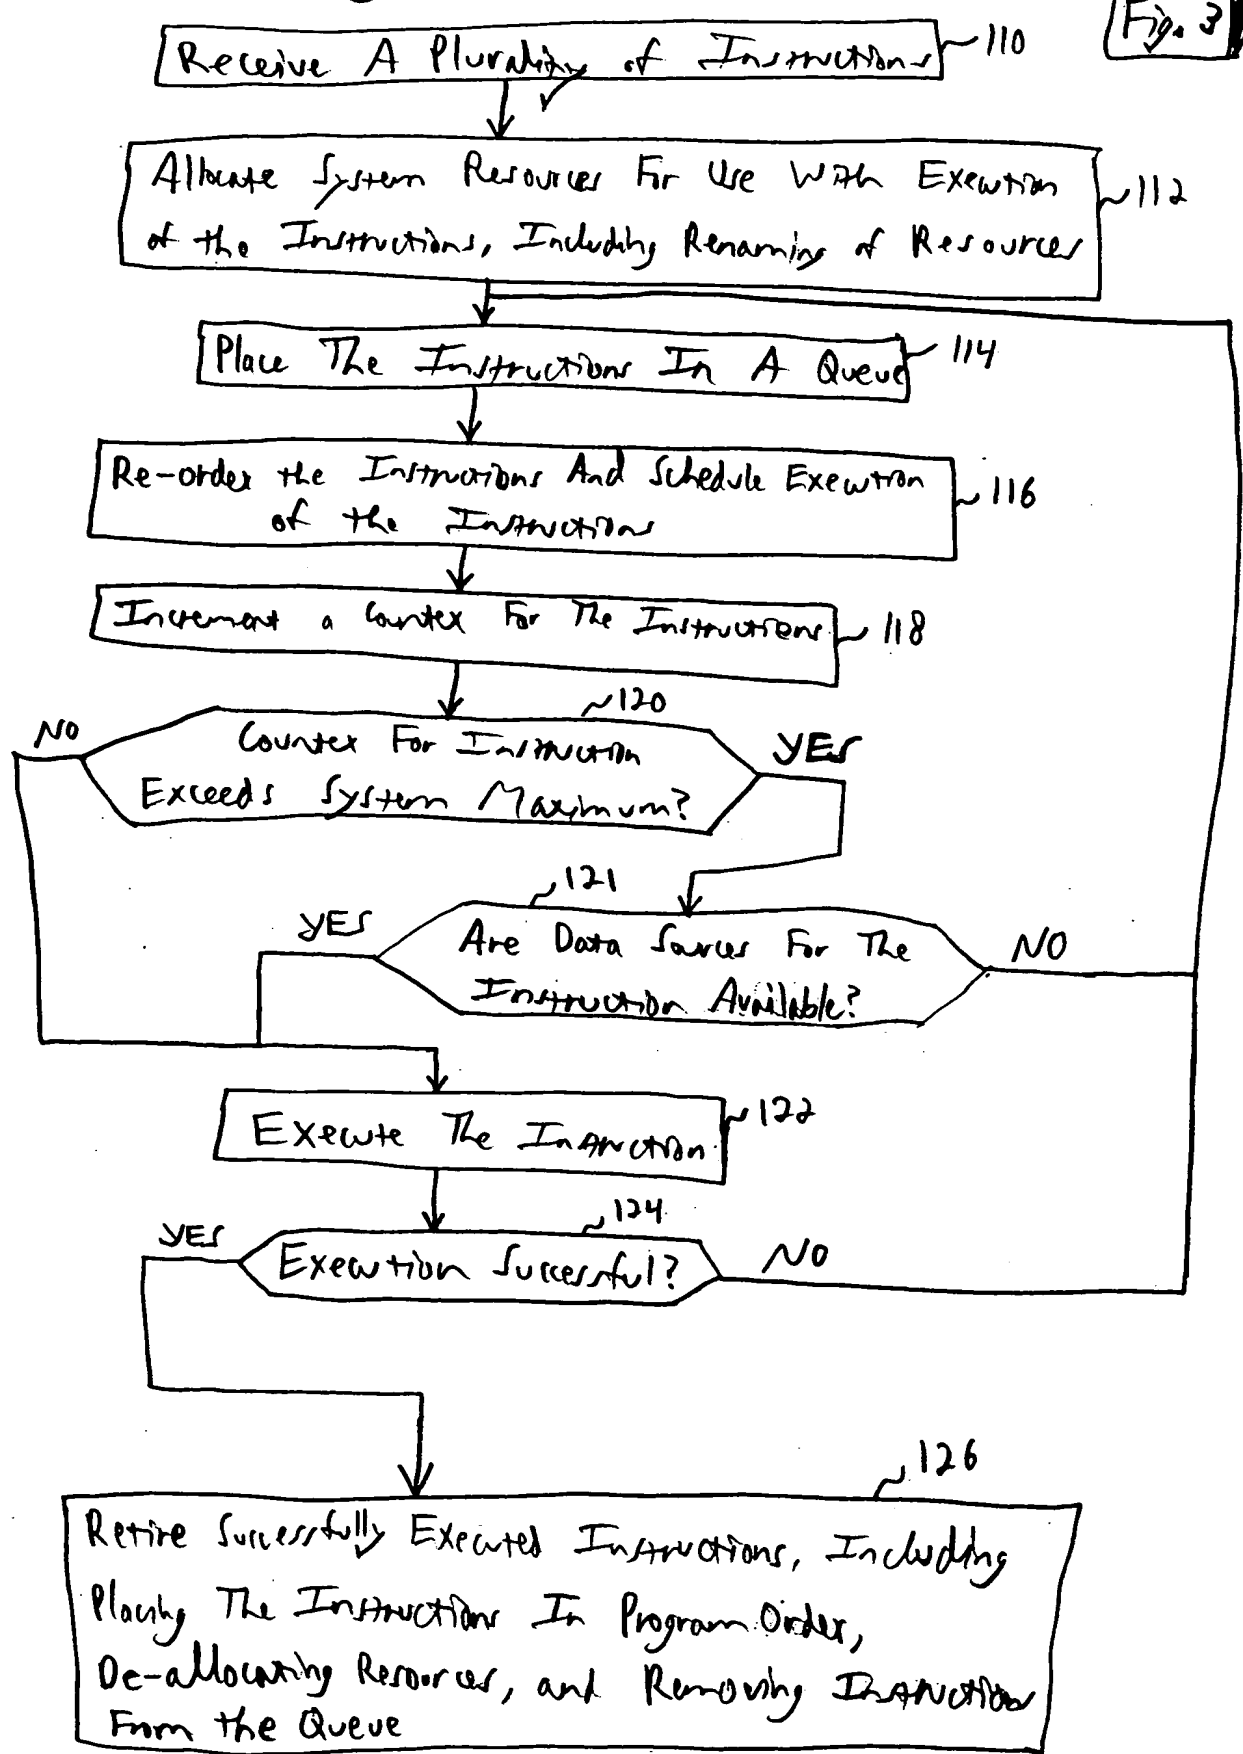 Fig. 3
Receive A Plurality of Instructions
110
Allocate System Resources For Use With Execution
of the Instructions, Including Renaming of Resources
112
Place The Instructions In A Queue
114
Re-order the Instructions And Schedule Execution
of the Instructions
116
Increment a Counter For The Instructions
118
120
NO
Counter For Instruction
Exceeds System Maximum?
YES
121
YES
Are Data Sources For The
Instruction Available?
NO
Execute The Instruction
122
124
YES
Execution Successful?
NO
126
Retire Successfully Executed Instructions, Including
Placing The Instructions In Program Order,
De-allocating Resources, and Removing Instruction
From the Queue